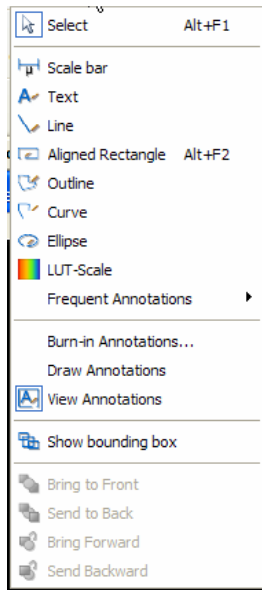 Select Alt+F1
Scale bar
Text
Line
Aligned Rectangle Alt+F2
Outline
Curve
Ellipse
LUT-Scale
Frequent Annotations
Burn-in Annotations...
Draw Annotations
View Annotations
Show bounding box
Bring to Front
Send to Back
Bring Forward
Send Backward